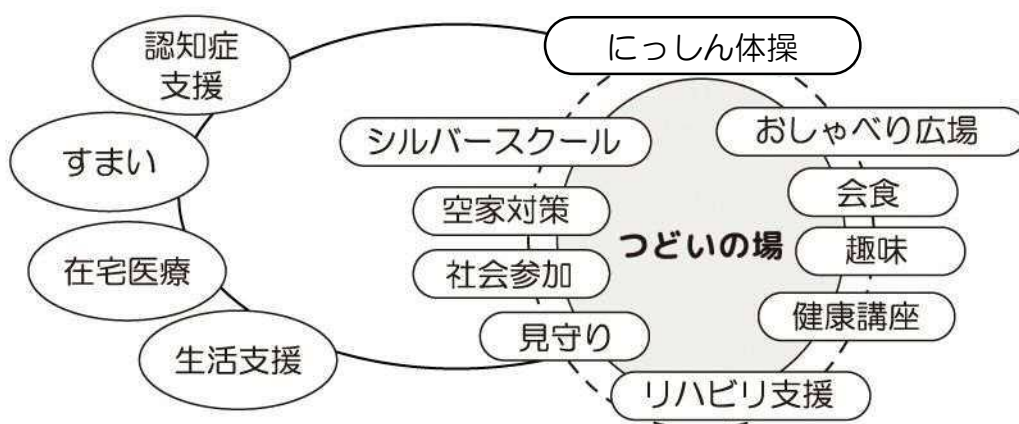 認知症
支援
すまい
在宅医療
生活支援
にっしん体操
シルバースクール
おしゃべり広場
空家対策
会食
つどいの場
社会参加
趣味
見守り
健康講座
リハビリ支援